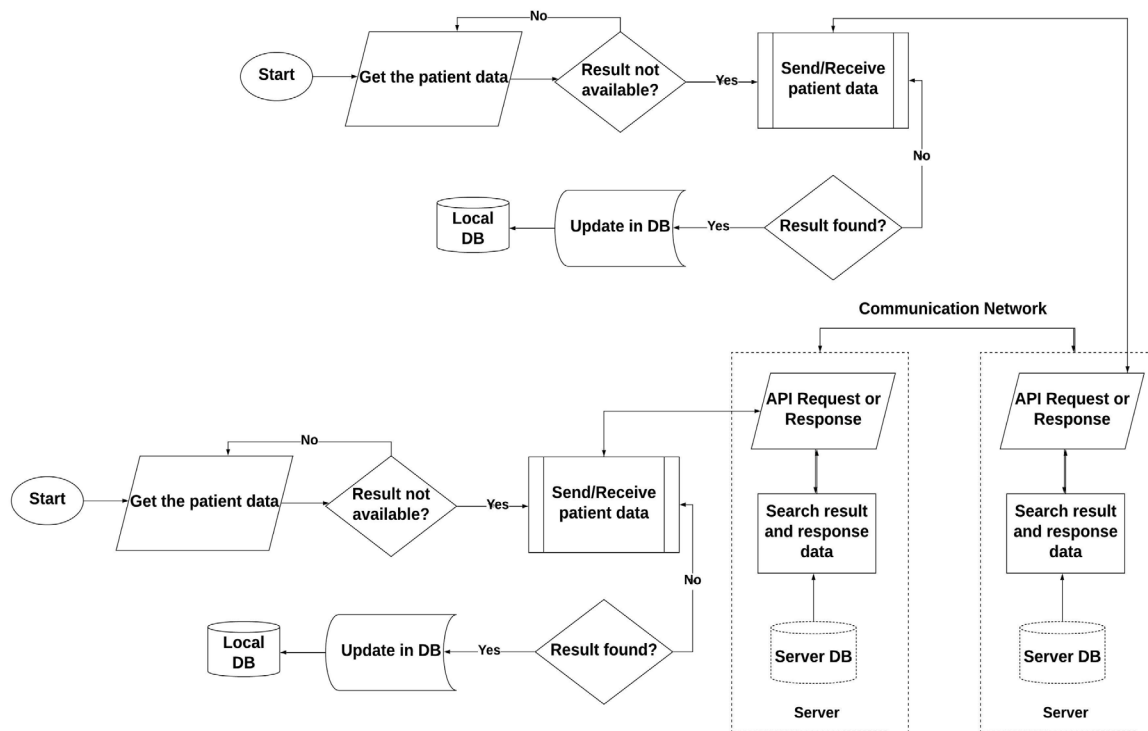 No
Start
Get the patient data
Result not
available?
Yes
Send/Receive
patient data
No
Local
DB
Update in DB
Yes
Result found?
Communication Network
API Request or
Response
API Request or
Response
No
Start
Get the patient data
Result not
available?
Yes
Send/Receive
patient data
Search result
and response
data
Search result
and response
data
No
Local
DB
Update in DB
Yes
Result found?
Server DB
Server DB
Server
Server